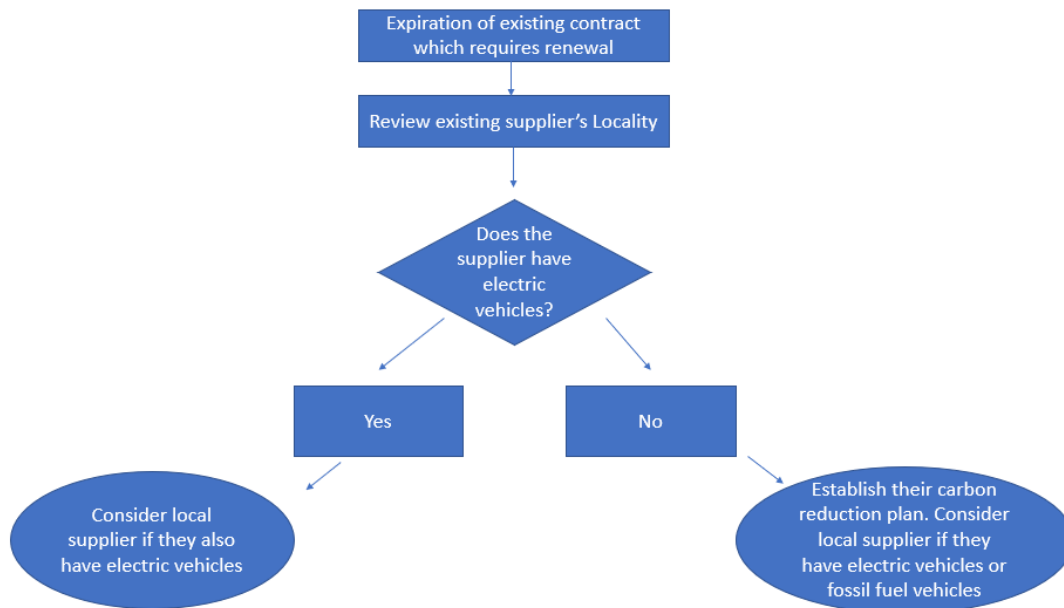 Expiration of existing contract
which requires renewal
Review existing supplier’s Locality
Does the
supplier have
electric
vehicles?
Yes
No
Consider local
supplier if they also
have electric vehicles
Establish their carbon
reduction plan. Consider
local supplier if they
have electric vehicles or
fossil fuel vehicles